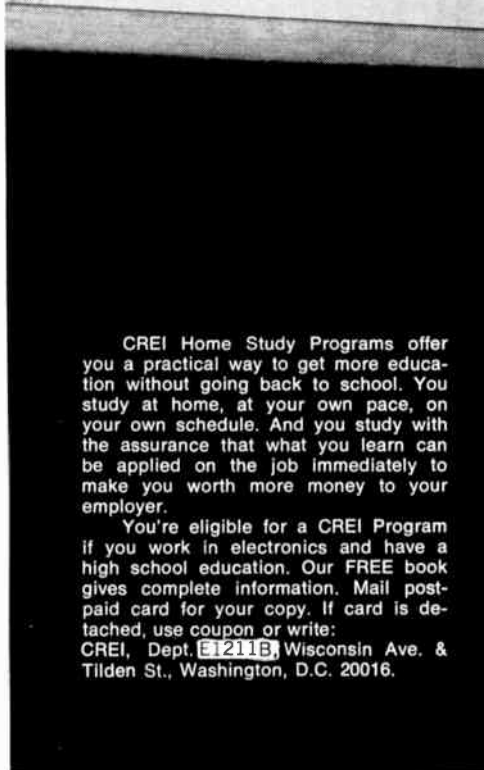 CREI Home Study Programs offer
you a practical way to get more educa-
tion without going back to school. You
study at home, at your own pace, on
your own schedule. And you study with
the assurance that what you learn can
be applied on the job immediately to
make you worth more money to your
employer.
You're eligible for a CREI Program
if you work in electronics and have a
high school education. Our FREE book
gives complete information. Mail post-
paid card for your copy. If card is de-
tached, use coupon or write:
CREI, Dept. E1211B, Wisconsin Ave. &
Tilden St., Washington, D.C. 20016.